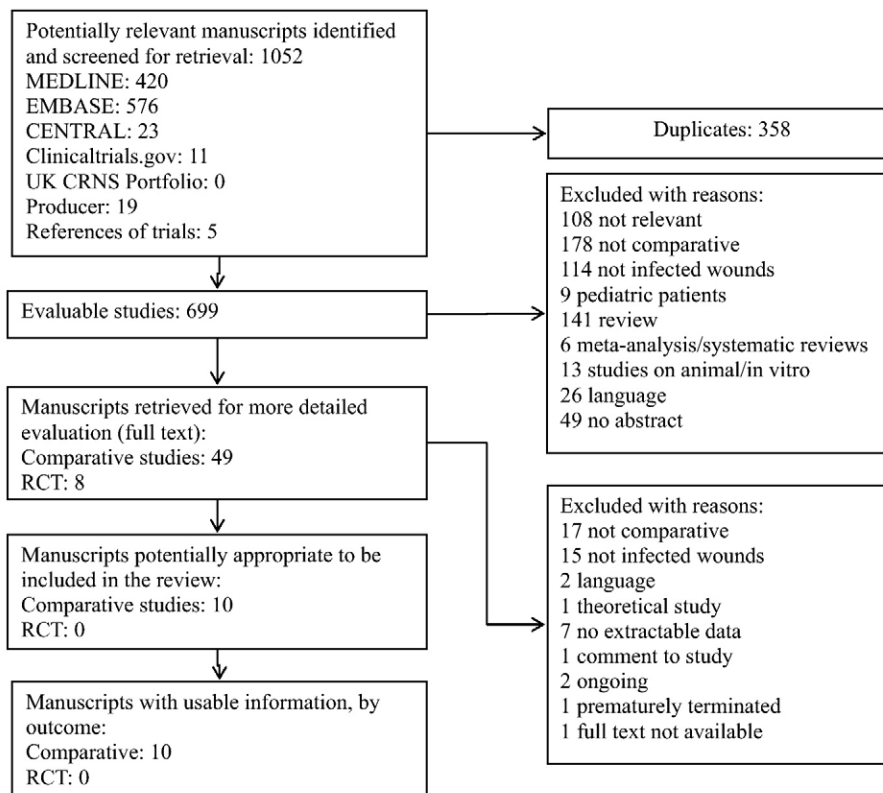 Potentially relevant manuscripts identified
and screened for retrieval: 1052
MEDLINE: 420
EMBASE: 576
CENTRAL: 23
Clinicaltrials.gov: 11
UK CRNS Portfolio: 0
Producer: 19
References of trials: 5
Duplicates: 358
Evaluable studies: 699
Excluded with reasons:
108 not relevant
178 not comparative
114 not infected wounds
9 pediatric patients
141 review
6 meta-analysis/systematic reviews
13 studies on animal/in vitro
26 language
49 no abstract
Manuscripts retrieved for more detailed
evaluation (full text):
Comparative studies: 49
RCT: 8
Excluded with reasons:
17 not comparative
15 not infected wounds
2 language
1 theoretical study
7 no extractable data
1 comment to study
2 ongoing
1 prematurely terminated
1 full text not available
Manuscripts potentially appropriate to be
included in the review:
Comparative studies: 10
RCT: 0
Manuscripts with usable information, by
outcome:
Comparative: 10
RCT: 0